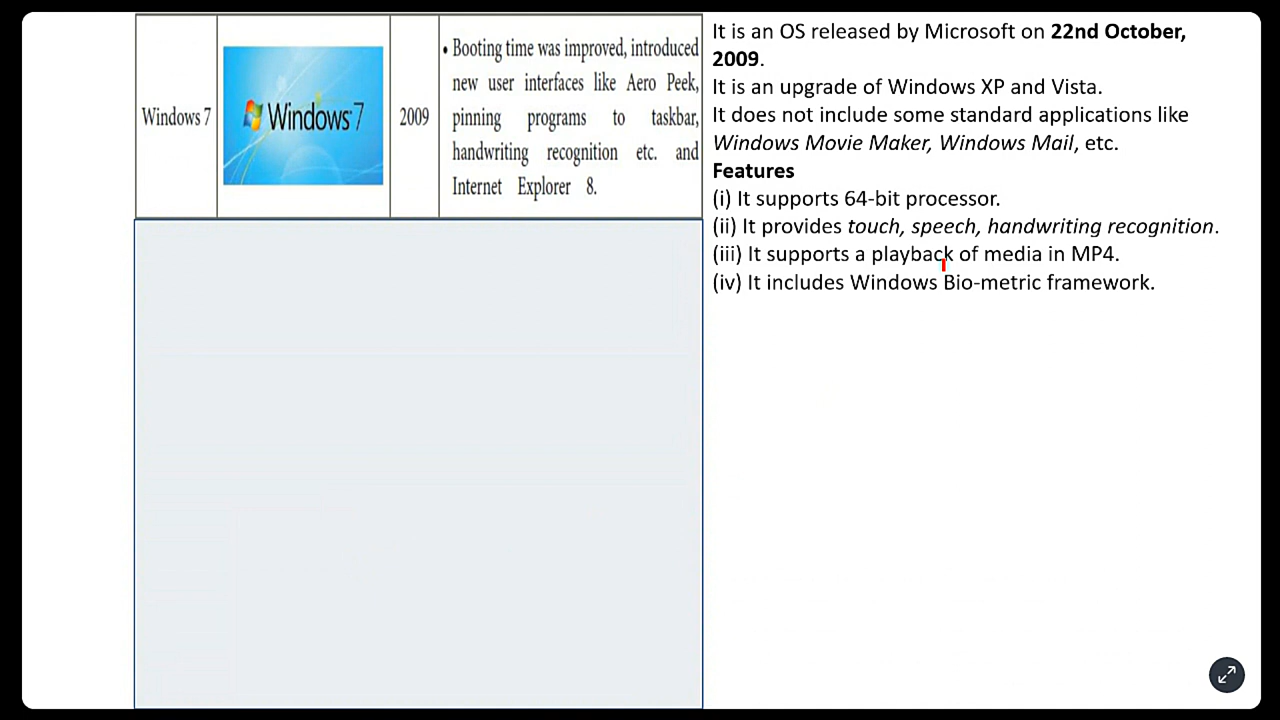 Windows 7
Windows 7
2009
• Booting time was improved, introduced
new user interfaces like Aero Peek,
pinning programs to taskbar,
handwriting recognition etc. and
Internet Explorer 8.
It is an OS released by Microsoft on 22nd October,
2009.
It is an upgrade of Windows XP and Vista.
It does not include some standard applications like
Windows Movie Maker, Windows Mail, etc.
Features
(i) It supports 64-bit processor.
(ii) It provides touch, speech, handwriting recognition.
(iii) It supports a playback of media in MP4.
(iv) It includes Windows Bio-metric framework.